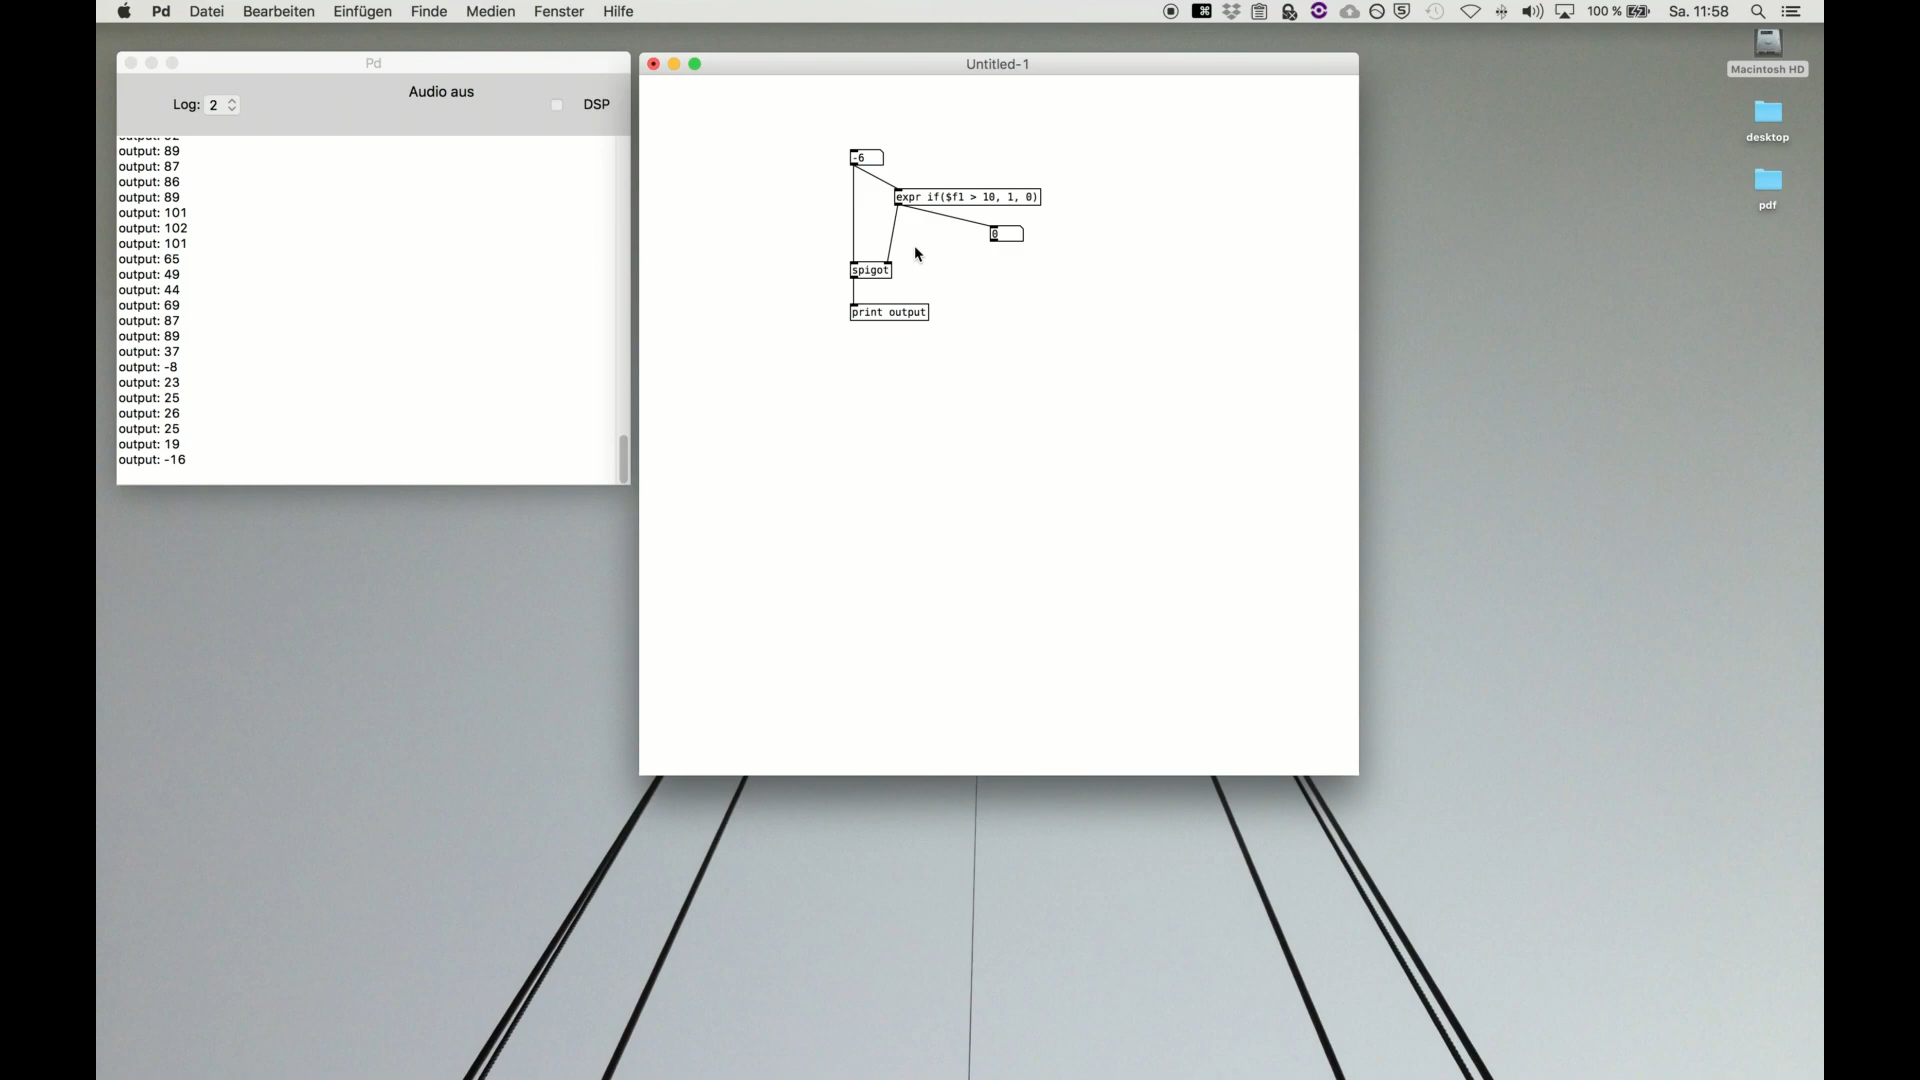 Pd Datei Bearbeiten Einfügen Finde Medien Fenster Hilfe 100 % Sa. 11:58
Pd
Audio aus
Log: 2 DSP
output: 89
output: 87
output: 86
output: 89
output: 101
output: 102
output: 101
output: 65
output: 49
output: 44
output: 69
output: 87
output: 89
output: 37
output: -8
output: 23
output: 25
output: 26
output: 25
output: 19
output: -16
Untitled-1
-6
expr if($f1 > 10, 1, 0)
0
spigot
print output
Macintosh HD
desktop
pdf